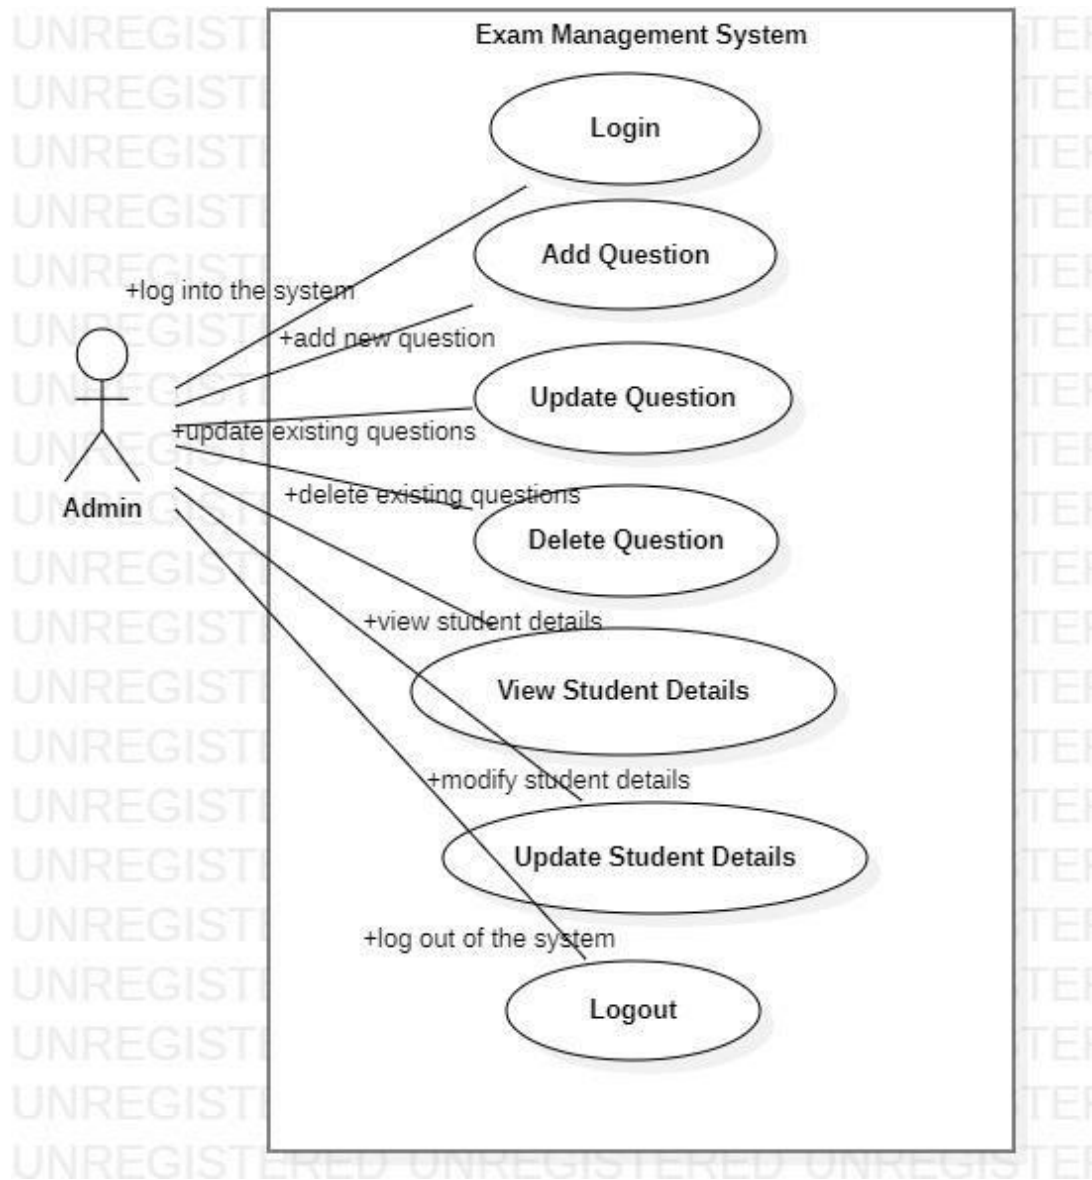 Exam Management System
Login
Add Question
+log into the system
+add new question
Update Question
+update existing questions
+delete existing questions
Admin
Delete Question
+view student details
View Student Details
+modify student details
Update Student Details
+log out of the system
Logout
UNREGISTERED UNREGISTERED UNREGISTERED